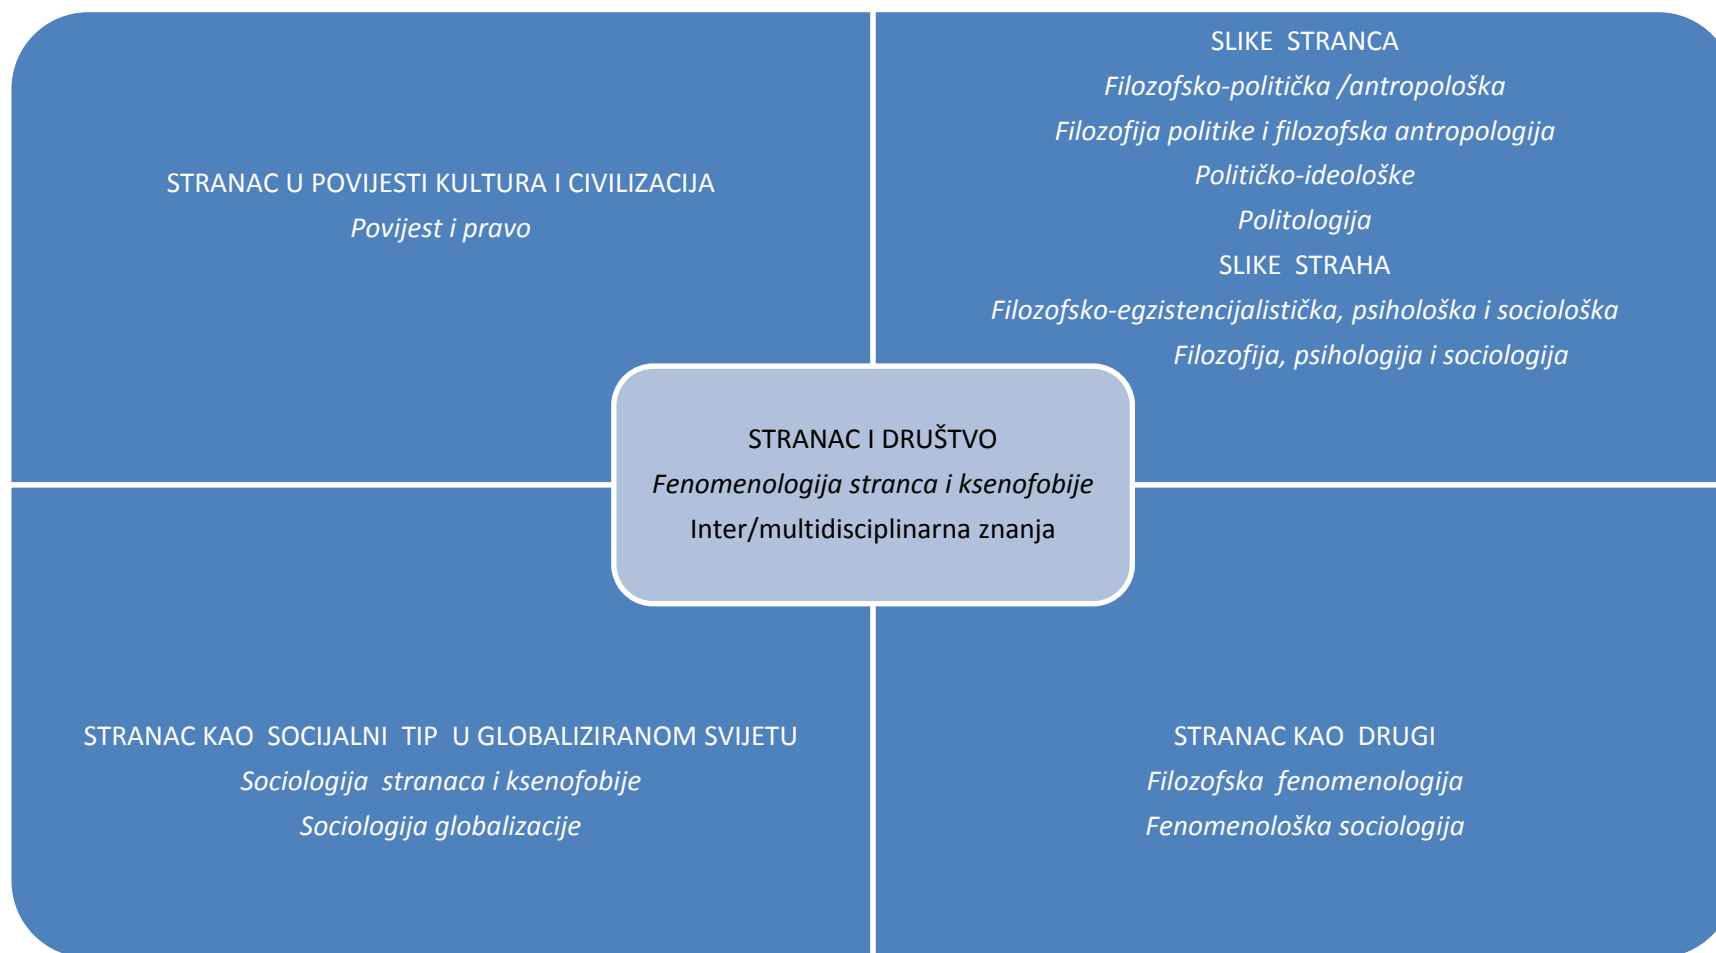 STRANAC U POVIJESTI KULTURA I CIVILIZACIJA
Povijest i pravo
SLIKE STRANCA
Filozofsko-politička /antropološka
Filozofija politike i filozofska antropologija
Političko-ideološke
Politologija
SLIKE STRAHA
Filozofsko-egzistencijalistička, psihološka i sociološka
Filozofija, psihologija i sociologija
STRANAC I DRUŠTVO
Fenomenologija stranca i ksenofobije
Inter/multidisciplinarna znanja
STRANAC KAO SOCIJALNI TIP U GLOBALIZIRANOM SVIJETU
Sociologija stranaca i ksenofobije
Sociologija globalizacije
STRANAC KAO DRUGI
Filozofska fenomenologija
Fenomenološka sociologija